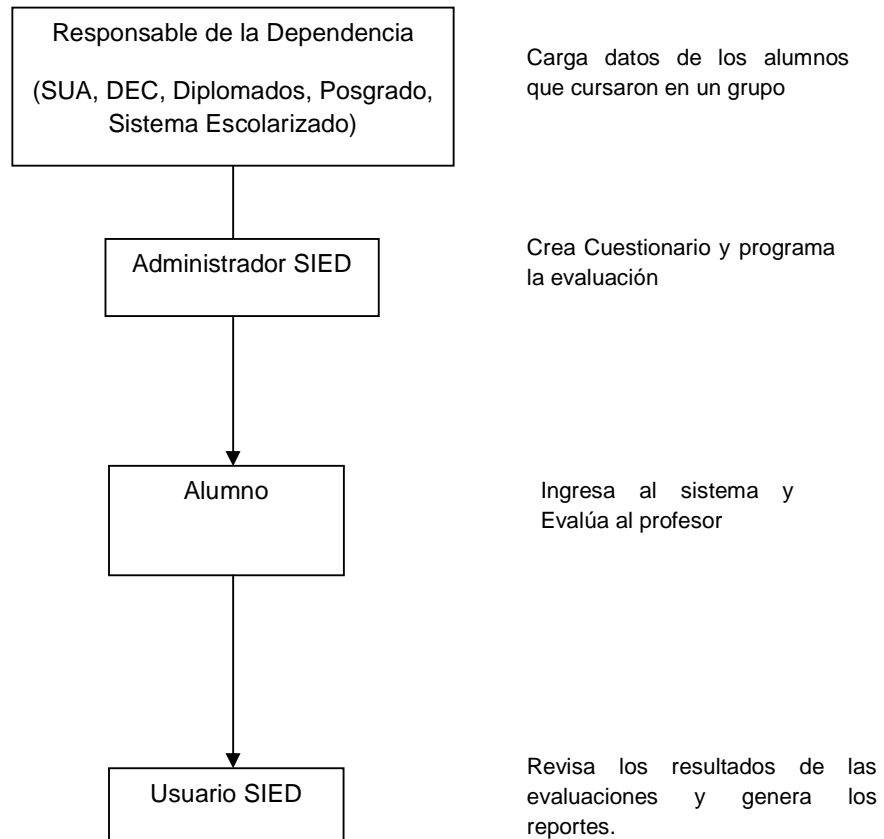 Responsable de la Dependencia
(SUA, DEC, Diplomados, Posgrado,
Sistema Escolarizado)
Carga datos de los alumnos
que cursaron en un grupo
Administrador SIED
Crea Cuestionario y programa
la evaluación
Alumno
Ingresa al sistema y
Evalúa al profesor
Usuario SIED
Revisa los resultados de las
evaluaciones y genera los
reportes.